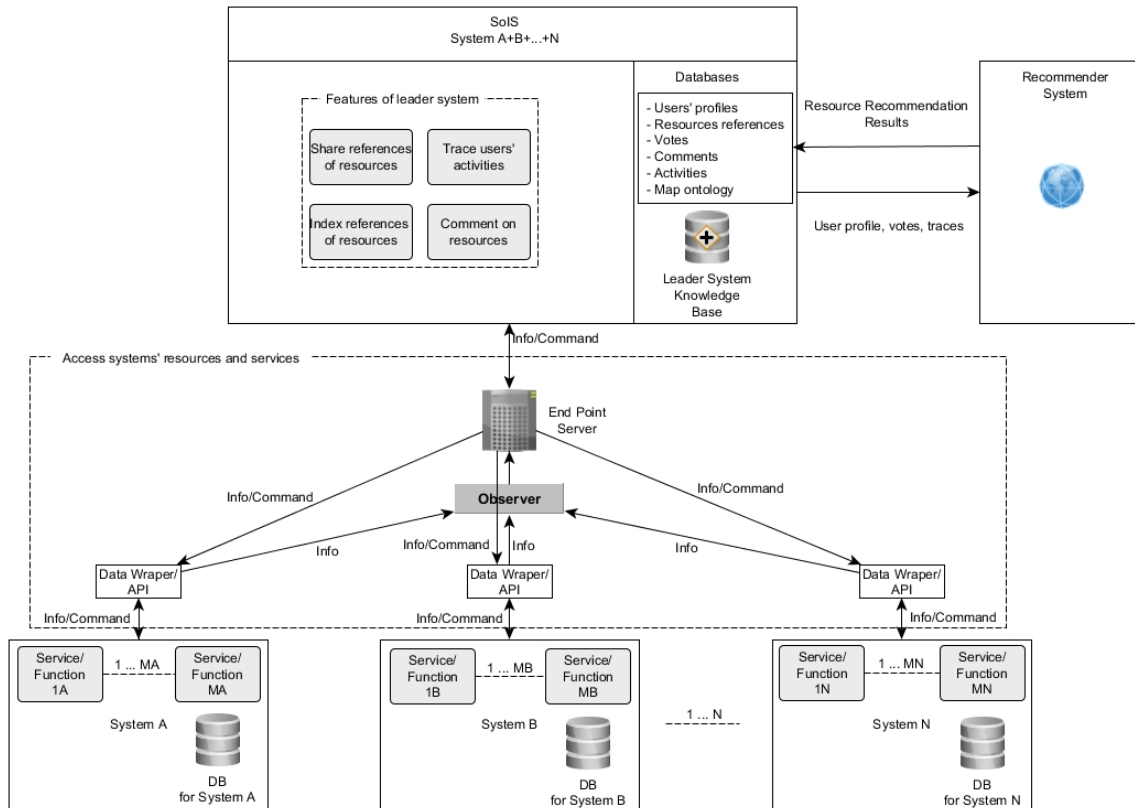 SoIS
System A+B+...+N
Features of leader system
Share references
of resources
Trace users'
activities
Index references
of resources
Comment on
resources
Databases
- Users' profiles
- Resources references
- Votes
- Comments
- Activities
- Map ontology
Leader System
Knowledge
Base
Resource Recommendation
Results
User profile, votes, traces
Recommender
System
Info/Command
Access systems' resources and services
End Point
Server
Info/Command
Info/Command
Observer
Info
Info/Command
Info
Info
Data Wraper/
API
Data Wraper/
API
Data Wraper/
API
Info/Command
Info/Command
Info/Command
Service/
Function
1A
1 ... MA
Service/
Function
MA
System A
DB
for System A
Service/
Function
1B
1 ... MB
Service/
Function
MB
System B
DB
for System B
1 ... N
Service/
Function
1N
1 ... MN
Service/
Function
MN
System N
DB
for System N